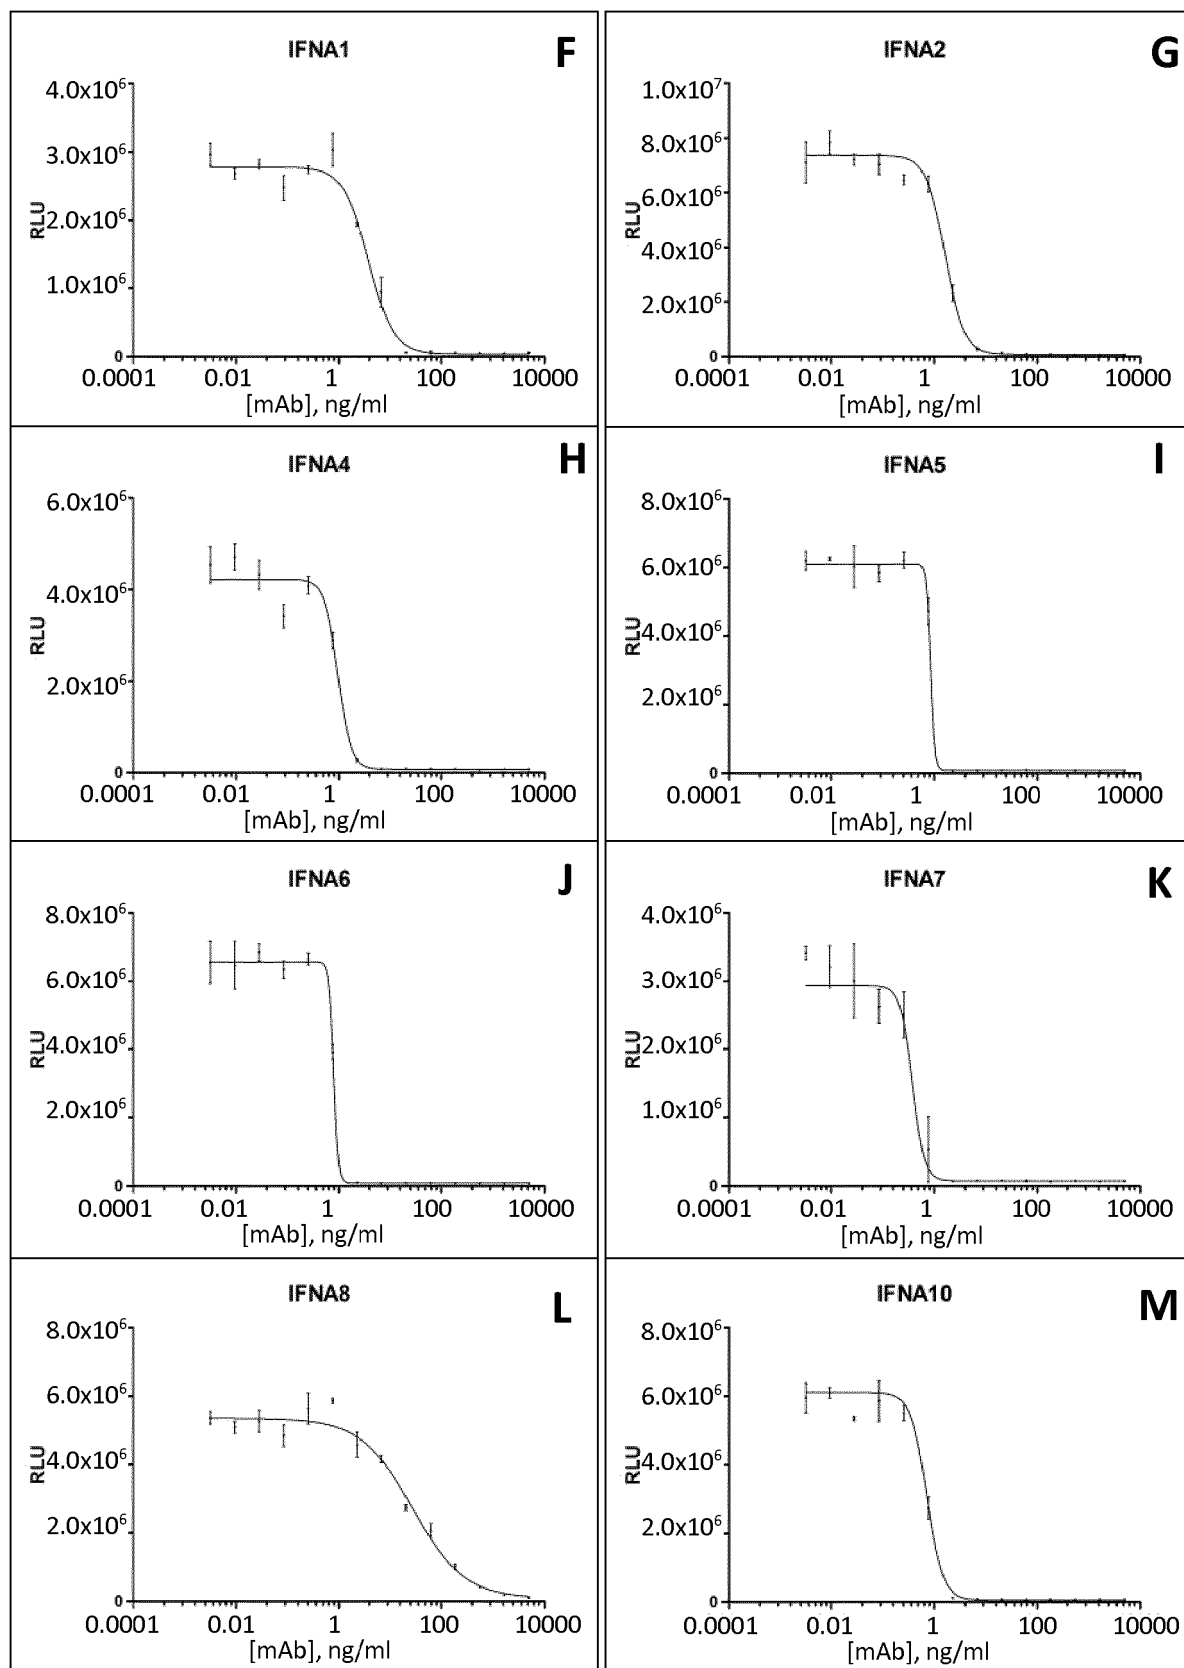 IFNA1
F
4.0x10⁶
3.0x10⁶
2.0x10⁶
1.0x10⁶
0
RLU
0.0001 0.01 1 100 10000
[mAb], ng/ml
IFNA2
G
1.0x10⁷
8.0x10⁶
6.0x10⁶
4.0x10⁶
2.0x10⁶
0
RLU
0.0001 0.01 1 100 10000
[mAb], ng/ml
IFNA4
H
6.0x10⁶
4.0x10⁶
2.0x10⁶
0
RLU
0.0001 0.01 1 100 10000
[mAb], ng/ml
IFNA5
I
8.0x10⁶
6.0x10⁶
4.0x10⁶
2.0x10⁶
0
RLU
0.0001 0.01 1 100 10000
[mAb], ng/ml
IFNA6
J
8.0x10⁶
6.0x10⁶
4.0x10⁶
2.0x10⁶
0
RLU
0.0001 0.01 1 100 10000
[mAb], ng/ml
IFNA7
K
4.0x10⁶
3.0x10⁶
2.0x10⁶
1.0x10⁶
0
RLU
0.0001 0.01 1 100 10000
[mAb], ng/ml
IFNA8
L
8.0x10⁶
6.0x10⁶
4.0x10⁶
2.0x10⁶
0
RLU
0.0001 0.01 1 100 10000
[mAb], ng/ml
IFNA10
M
8.0x10⁶
6.0x10⁶
4.0x10⁶
2.0x10⁶
0
RLU
0.0001 0.01 1 100 10000
[mAb], ng/ml